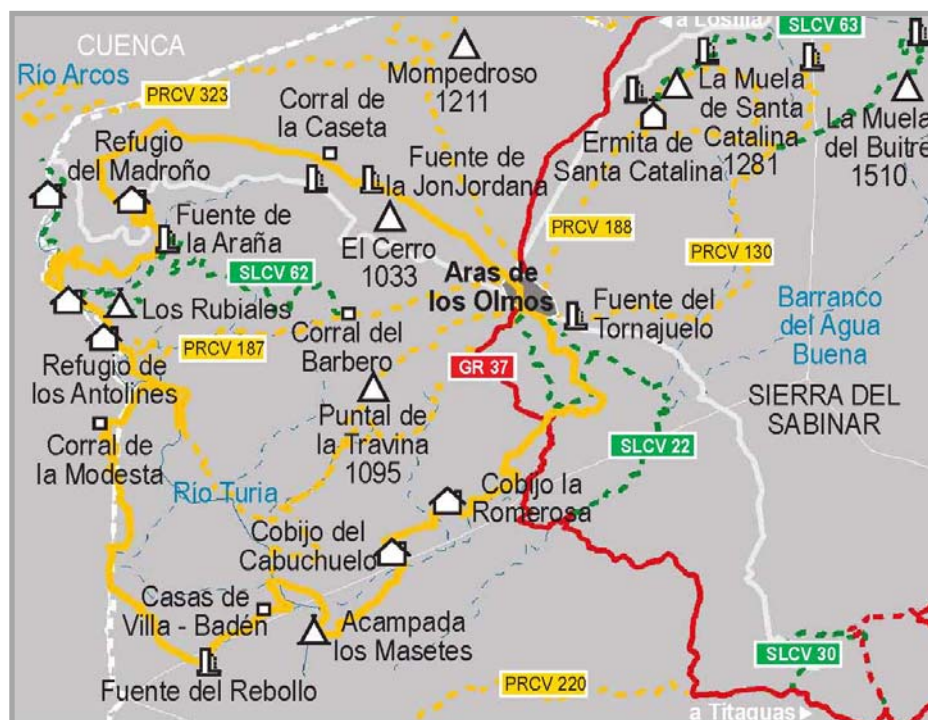 a Losilla
SLCV 63
CUENCA
Río Arcos
Mompedroso
1211
PRCV 323
Corral de
la Caseta
La Muela
de Santa
Catalina
1281
Refugio
del Madroño
Fuente de
la JonJordana
Ermita de
Santa Catalina
La Muela
del Buitre
1510
Fuente de
la Araña
El Cerro
1033
PRCV 188
PRCV 130
SLCV 62
Aras de
los Olmos
Los Rubiales
Fuente del
Tornajuelo
Barranco
del Agua
Buena
Corral del
Barbero
PRCV 187
Refugio de
los Antolines
GR 37
Puntal de
la Travina
1095
SIERRA DEL
SABINAR
Corral de
la Modesta
SLCV 22
Río Turia
Cobijo la
Romerosa
Cobijo del
Cabuchuelo
Casas de
Villa - Badén
Acampada
los Masetes
SLCV 30
Fuente del Rebollo
PRCV 220
a Titaguas